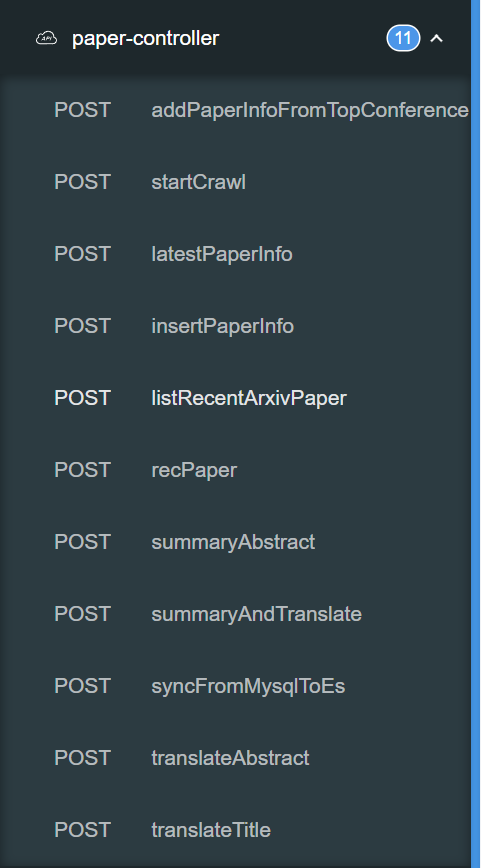 API paper-controller 11
POST addPaperInfoFromTopConference
POST startCrawl
POST latestPaperInfo
POST insertPaperInfo
POST listRecentArxivPaper
POST recPaper
POST summaryAbstract
POST summaryAndTranslate
POST syncFromMysqlToEs
POST translateAbstract
POST translateTitle